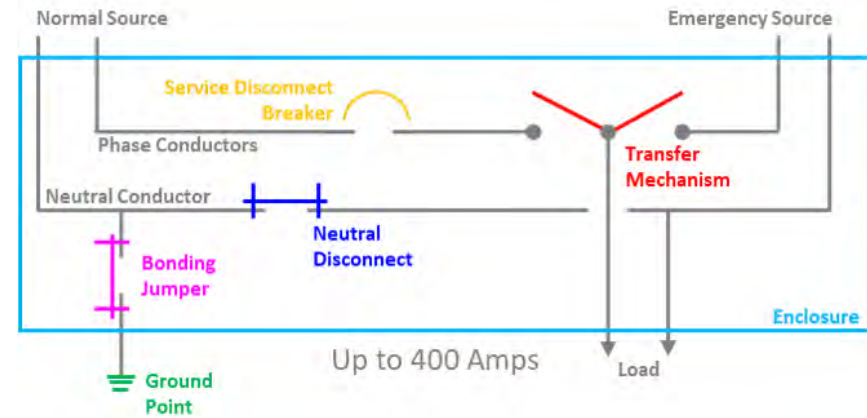 Normal Source
Emergency Source
Service Disconnect
Breaker
Phase Conductors
Transfer
Mechanism
Neutral Conductor
Neutral
Disconnect
Bonding
Jumper
Enclosure
Up to 400 Amps
Load
Ground
Point